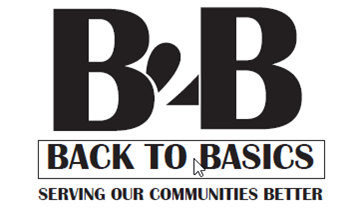 B2B
BACK TO BASICS
SERVING OUR COMMUNITIES BETTER